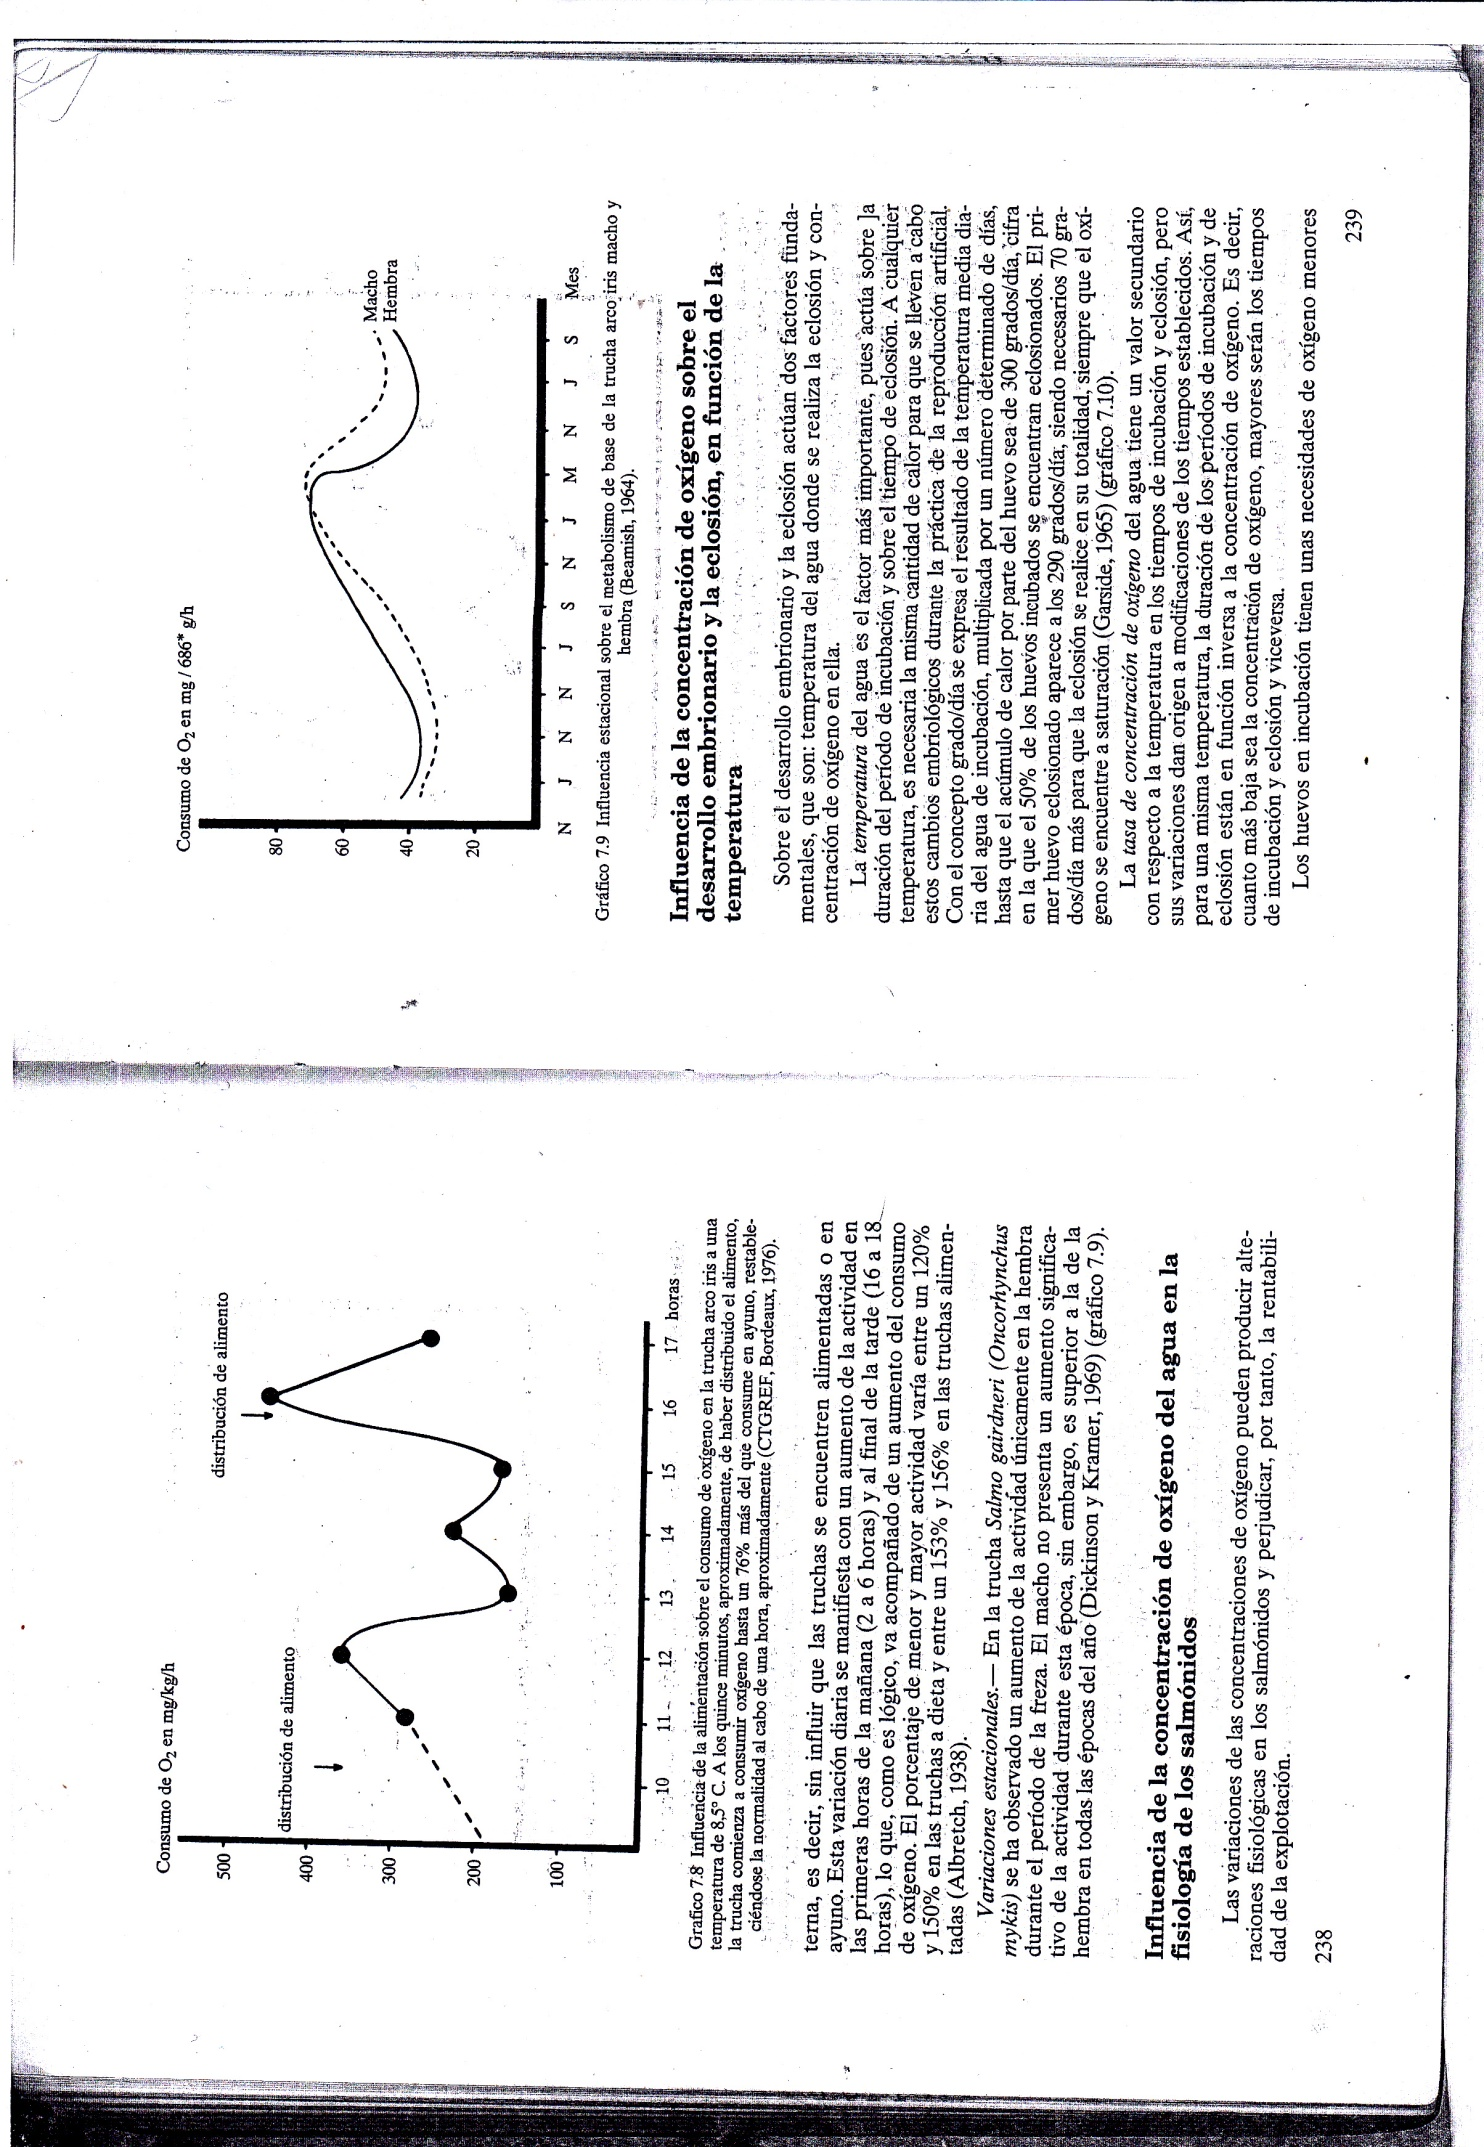 Consumo de O2 en mg/kg/h
500
400
300
200
100
distribución de alimento
distribución de alimento
10 11 12 13 14 15 16 17 horas
Grafico 7.8 Influencia de la alimentación sobre el consumo de oxígeno en la trucha arco iris a una
temperatura de 8,5° C. A los quince minutos, aproximadamente, de haber distribuido el alimento,
la trucha comienza a consumir oxígeno hasta un 76% más del que consume en ayuno, restable-
ciéndose la normalidad al cabo de una hora, aproximadamente (CTGREF, Bordeaux, 1976).
terna, es decir, sin influir que las truchas se encuentren alimentadas o en
ayuno. Esta variación diaria se manifiesta con un aumento de la actividad en
las primeras horas de la mañana (2 a 6 horas) y al final de la tarde (16 a 18
horas), lo que, como es lógico, va acompañado de un aumento del consumo
de oxígeno. El porcentaje de menor y mayor actividad varía entre un 120%
y 150% en las truchas a dieta y entre un 153% y 156% en las truchas alimen-
tadas (Albretch, 1938).
Variaciones estacionales.— En la trucha Salmo gairdneri (Oncorhynchus
mykis) se ha observado un aumento de la actividad únicamente en la hembra
durante el período de la freza. El macho no presenta un aumento significa-
tivo de la actividad durante esta época, sin embargo, es superior a la de la
hembra en todas las épocas del año (Dickinson y Kramer, 1969) (gráfico 7.9).
Influencia de la concentración de oxígeno del agua en la
fisiología de los salmónidos
Las variaciones de las concentraciones de oxígeno pueden producir alte-
raciones fisiológicas en los salmónidos y perjudicar, por tanto, la rentabili-
dad de la explotación.
238
Consumo de O2 en mg / 686* g/h
80
60
40
20
Macho
Hembra
N J N N J S N J M N J S Mes
Gráfico 7.9 Influencia estacional sobre el metabolismo de base de la trucha arco iris macho y
hembra (Beamish, 1964).
Influencia de la concentración de oxígeno sobre el
desarrollo embrionario y la eclosión, en función de la
temperatura
Sobre el desarrollo embrionario y la eclosión actúan dos factores funda-
mentales, que son: temperatura del agua donde se realiza la eclosión y con-
centración de oxígeno en ella.
La temperatura del agua es el factor más importante, pues actúa sobre la
duración del período de incubación y sobre el tiempo de eclosión. A cualquier
temperatura, es necesaria la misma cantidad de calor para que se lleven a cabo
estos cambios embriológicos durante la práctica de la reproducción artificial.
Con el concepto grado/día se expresa el resultado de la temperatura media dia-
ria del agua de incubación, multiplicada por un número determinado de días,
hasta que el acúmulo de calor por parte del huevo sea de 300 grados/día, cifra
en la que el 50% de los huevos incubados se encuentran eclosionados. El pri-
mer huevo eclosionado aparece a los 290 grados/día, siendo necesarios 70 gra-
dos/día más para que la eclosión se realice en su totalidad, siempre que el oxí-
geno se encuentre a saturación (Garside, 1965) (gráfico 7.10).
La tasa de concentración de oxígeno del agua tiene un valor secundario
con respecto a la temperatura en los tiempos de incubación y eclosión, pero
sus variaciones dan origen a modificaciones de los tiempos establecidos. Así,
para una misma temperatura, la duración de los períodos de incubación y de
eclosión están en función inversa a la concentración de oxígeno. Es decir,
cuanto más baja sea la concentración de oxígeno, mayores serán los tiempos
de incubación y eclosión y viceversa.
Los huevos en incubación tienen unas necesidades de oxígeno menores
239